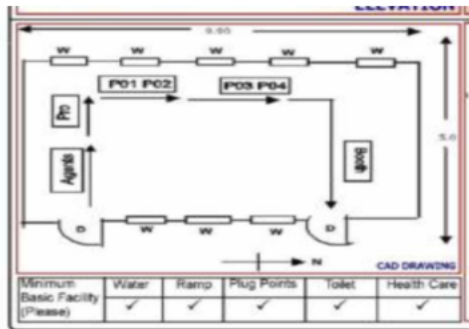 ELEVATION
9.60
W W W W W
P01 P02
P03 P04
Pro
5.0
Booth
Agants
D W W W D
N
CAD DRAWING
Minimum Basic Facility (Please) Water Ramp Plug Points Toilet Health Care
✓ ✓ ✓ ✓ ✓